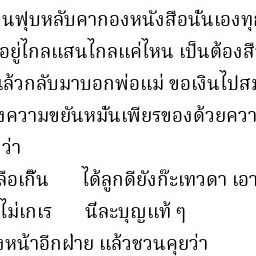 นฟุบหลับคากองหนังสือนั่นเองทุก
อยู่ไกลแสนไกลแค่ไหน เป็นต้องสืบ
แล้วกลับมาบอกพ่อแม่ ขอเงินไปส
งความขยันหมั่นเพียรของด้วยควา
ว่า
ลือเกิ๊น ได้ลูกดียังก๊ะเทวดา เอา
ไม่เกเร นีละบุญแท้ ๆ
งหน้าอีกฝ่าย แล้วชวนคุยว่า